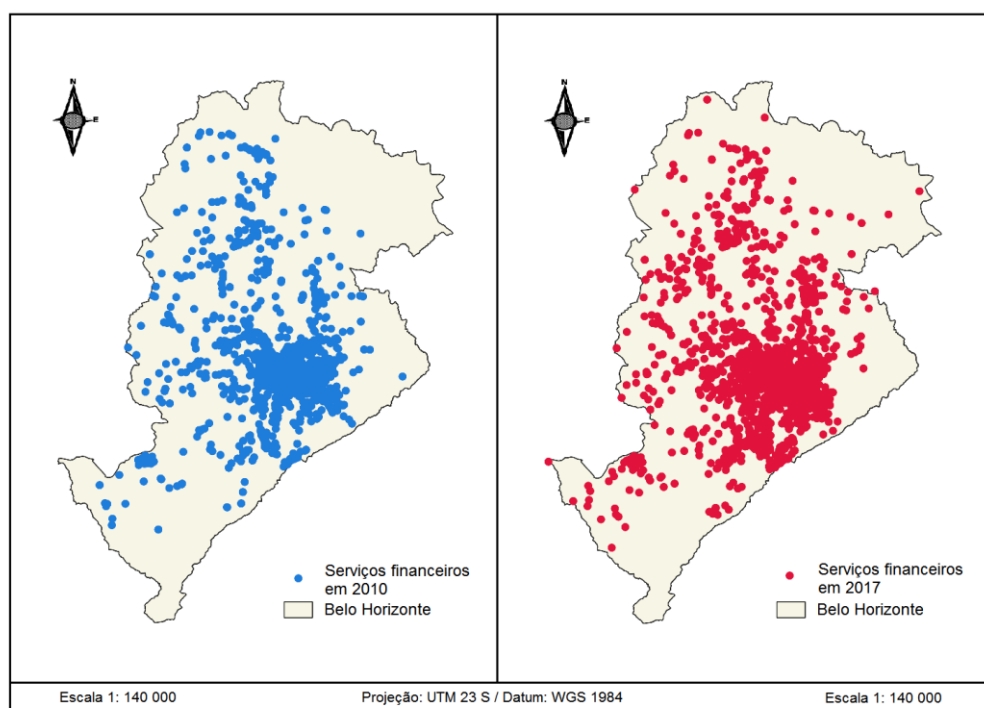 N
E
N
E
Serviços financeiros
em 2010
Belo Horizonte
Serviços financeiros
em 2017
Belo Horizonte
Escala 1: 140 000
Projeção: UTM 23 S / Datum: WGS 1984
Escala 1: 140 000